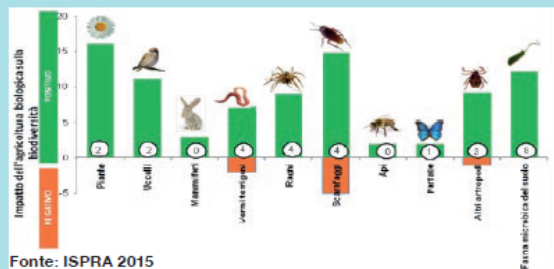 Impatto dell'agricoltura biologica sulla
biodiversità
POSITIVO
NEGATIVO
20
15
10
5
0
-5
2
2
0
4
4
4
0
1
3
6
Piante
Uccelli
Mammiferi
Vermi terrigeni
Ragni
Scarafaggi
Api
Farfalle
Altri artropodi
Fauna microbica del suolo
Fonte: ISPRA 2015